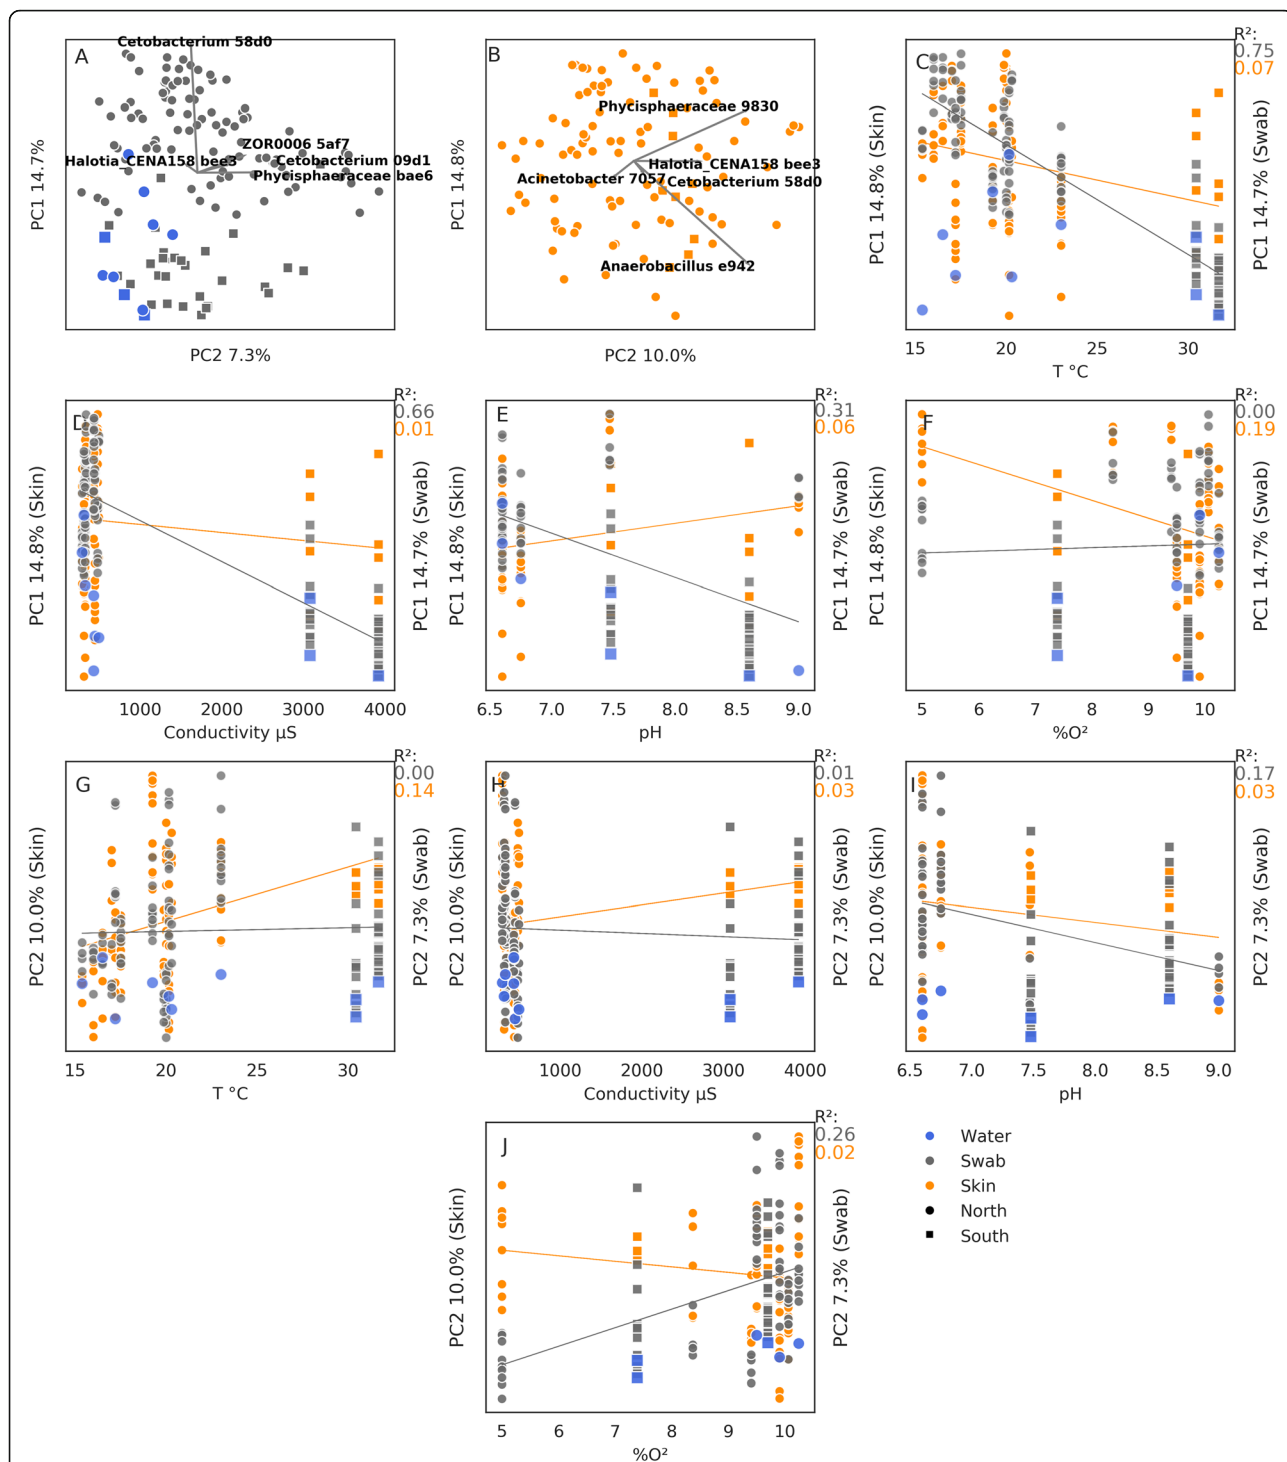 A
Cetobacterium 58d0
ZOR0006 5af7
Halotia_CENA158 bee3
Cetobacterium 09d1
Phycisphaeraceae bae6
PC1 14.7%
PC2 7.3%
B
Phycisphaeraceae 9830
Halotia_CENA158 bee3
Acinetobacter 7057
Cetobacterium 58d0
Anaerobacillus e942
PC1 14.8%
PC2 10.0%
C
R²:
0.75
0.07
PC1 14.8% (Skin)
PC1 14.7% (Swab)
15 20 25 30
T °C
D
R²:
0.66
0.01
PC1 14.8% (Skin)
PC1 14.7% (Swab)
1000 2000 3000 4000
Conductivity µS
E
R²:
0.31
0.06
PC1 14.8% (Skin)
PC1 14.7% (Swab)
6.5 7.0 7.5 8.0 8.5 9.0
pH
F
R²:
0.00
0.19
PC1 14.8% (Skin)
PC1 14.7% (Swab)
5 6 7 8 9 10
%O²
G
R²:
0.00
0.14
PC2 10.0% (Skin)
PC2 7.3% (Swab)
15 20 25 30
T °C
H
R²:
0.01
0.03
PC2 10.0% (Skin)
PC2 7.3% (Swab)
1000 2000 3000 4000
Conductivity µS
I
R²:
0.17
0.03
PC2 10.0% (Skin)
PC2 7.3% (Swab)
6.5 7.0 7.5 8.0 8.5 9.0
pH
J
R²:
0.26
0.02
PC2 10.0% (Skin)
PC2 7.3% (Swab)
5 6 7 8 9 10
%O²
Water
Swab
Skin
North
South